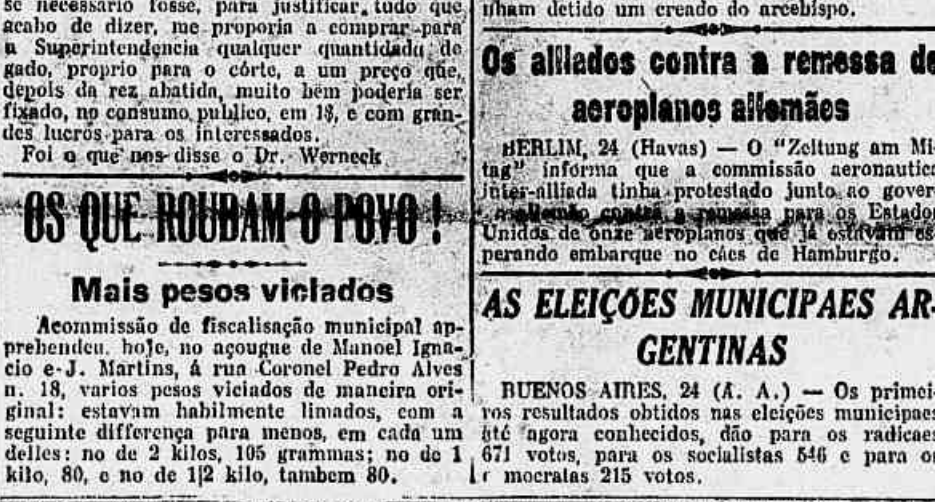 se necessario fosse, para justificar tudo que
acabo de dizer, me proporia a comprar para
a Superintendencia qualquer quantidade de
gado, proprio para o córte, a um preço que,
depois da rez abatida, muito bem poderia ser
fixado, no consumo publico, em 1$, e com gran-
des lucros para os interessados.
Foi o que nos disse o Dr. Werneck
OS QUE ROUBAM O POVO !
Mais pesos viciados
A commissão de fiscalisação municipal ap-
prehendeu, hoje, no açougue de Manoel Igna-
cio e J. Martins, á rua Coronel Pedro Alves
n. 18, varios pesos viciados de maneira ori-
ginal: estavam habilmente limados, com a
seguinte differença para menos, em cada um
delles: no de 2 kilos, 105 grammas; no de 1
kilo, 80, e no de 1|2 kilo, tambem 80.
nham detido um creado do arcebispo.
Os alliados contra a remessa de
aeroplanos allemães
BERLIM, 24 (Havas) — O "Zeitung am Mi-
tag" informa que a commissão aeronautica
inter-alliada tinha protestado junto ao gover-
allemão contra a remessa para os Estados
Unidos de onze aeroplanos que já estavam es-
perando embarque no cáes de Hamburgo.
AS ELEIÇÕES MUNICIPAES AR-
GENTINAS
BUENOS AIRES, 24 (A. A.) — Os primei-
ros resultados obtidos nas eleições municipaes
até agora conhecidos, dão para os radicaes
671 votos, para os socialistas 546 e para os
mocratas 215 votos.